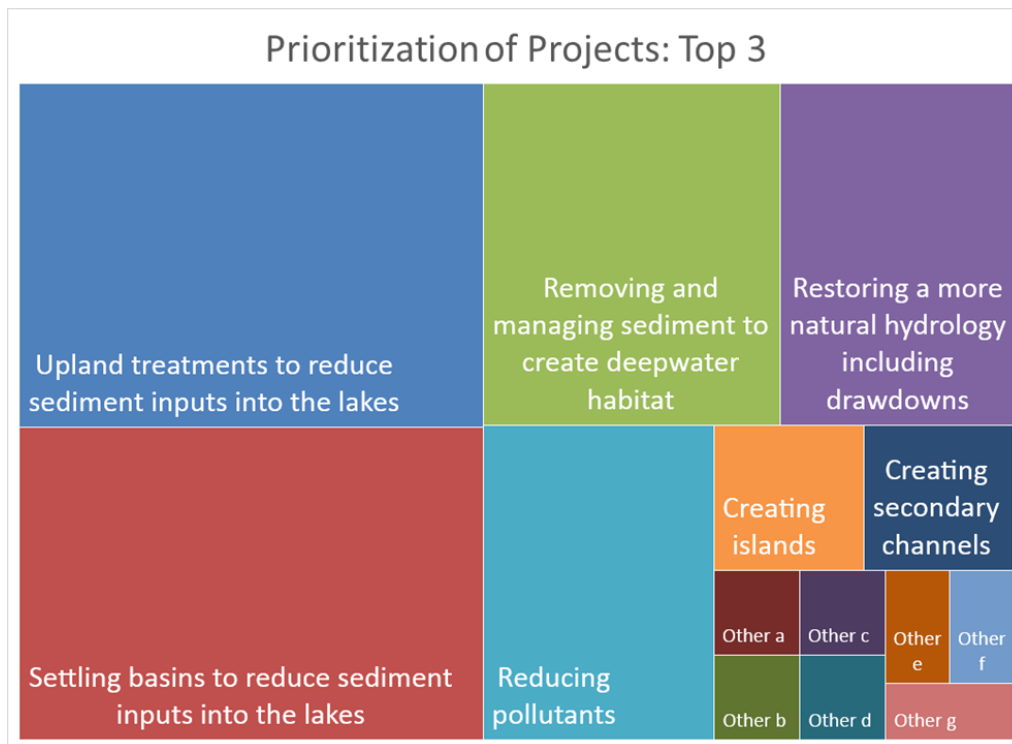 Prioritization of Projects: Top 3
Upland treatments to reduce
sediment inputs into the lakes
Removing and
managing sediment to
create deepwater
habitat
Restoring a more
natural hydrology
including
drawdowns
Settling basins to reduce sediment
inputs into the lakes
Reducing
pollutants
Creating
islands
Creating
secondary
channels
Other a
Other c
Other
e
Other
f
Other b
Other d
Other g